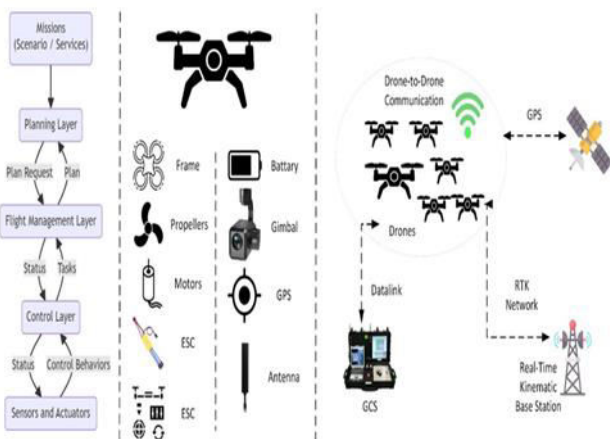 Missions
(Scenario / Services)
Planning Layer
Plan Request
Plan
Flight Management Layer
Status
Tasks
Control Layer
Status
Control Behaviors
Sensors and Actuators
Frame
Battary
Propellers
Gimbal
Motors
GPS
ESC
Antenna
ESC
Drone-to-Drone
Communication
GPS
Drones
Datalink
RTK
Network
GCS
Real-Time
Kinematic
Base Station